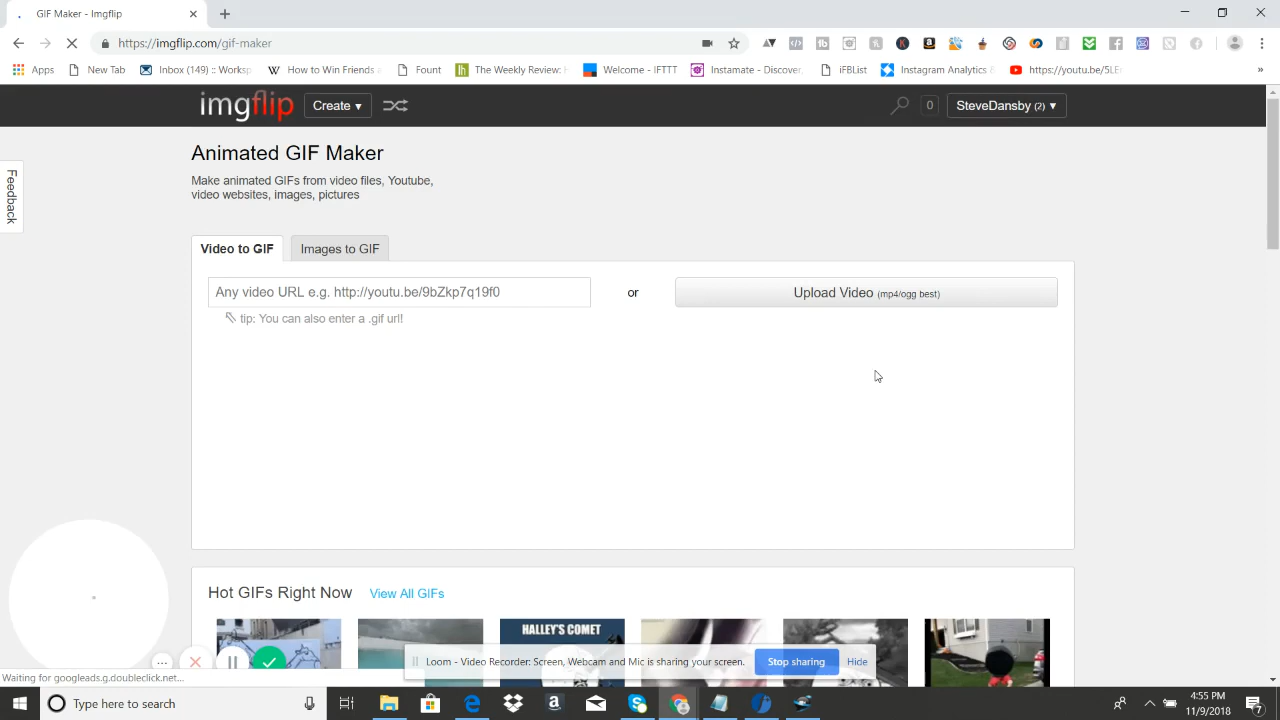 GIF Maker - Imgflip
https://imgflip.com/gif-maker
Apps
New Tab
Inbox (149) :: Worksp
How to Win Friends a
Fount
The Weekly Review: H
Welcome - IFTTT
Instamate - Discover,
iFBList
Instagram Analytics &
https://youtu.be/5LE
»
imgflip
Create ▾
0
SteveDansby (2) ▾
Feedback
Animated GIF Maker
Make animated GIFs from video files, Youtube,
video websites, images, pictures
Video to GIF
Images to GIF
Any video URL e.g. http://youtu.be/9bZkp7q19f0
or
Upload Video (mp4/ogg best)
tip: You can also enter a .gif url!
Hot GIFs Right Now
View All GIFs
HALLEY'S COMET
Loom - Video Recorder: Screen, Webcam and Mic is sharing your screen.
Stop sharing
Hide
Waiting for googleads.g.doubleclick.net...
Type here to search
4:55 PM
11/9/2018
7